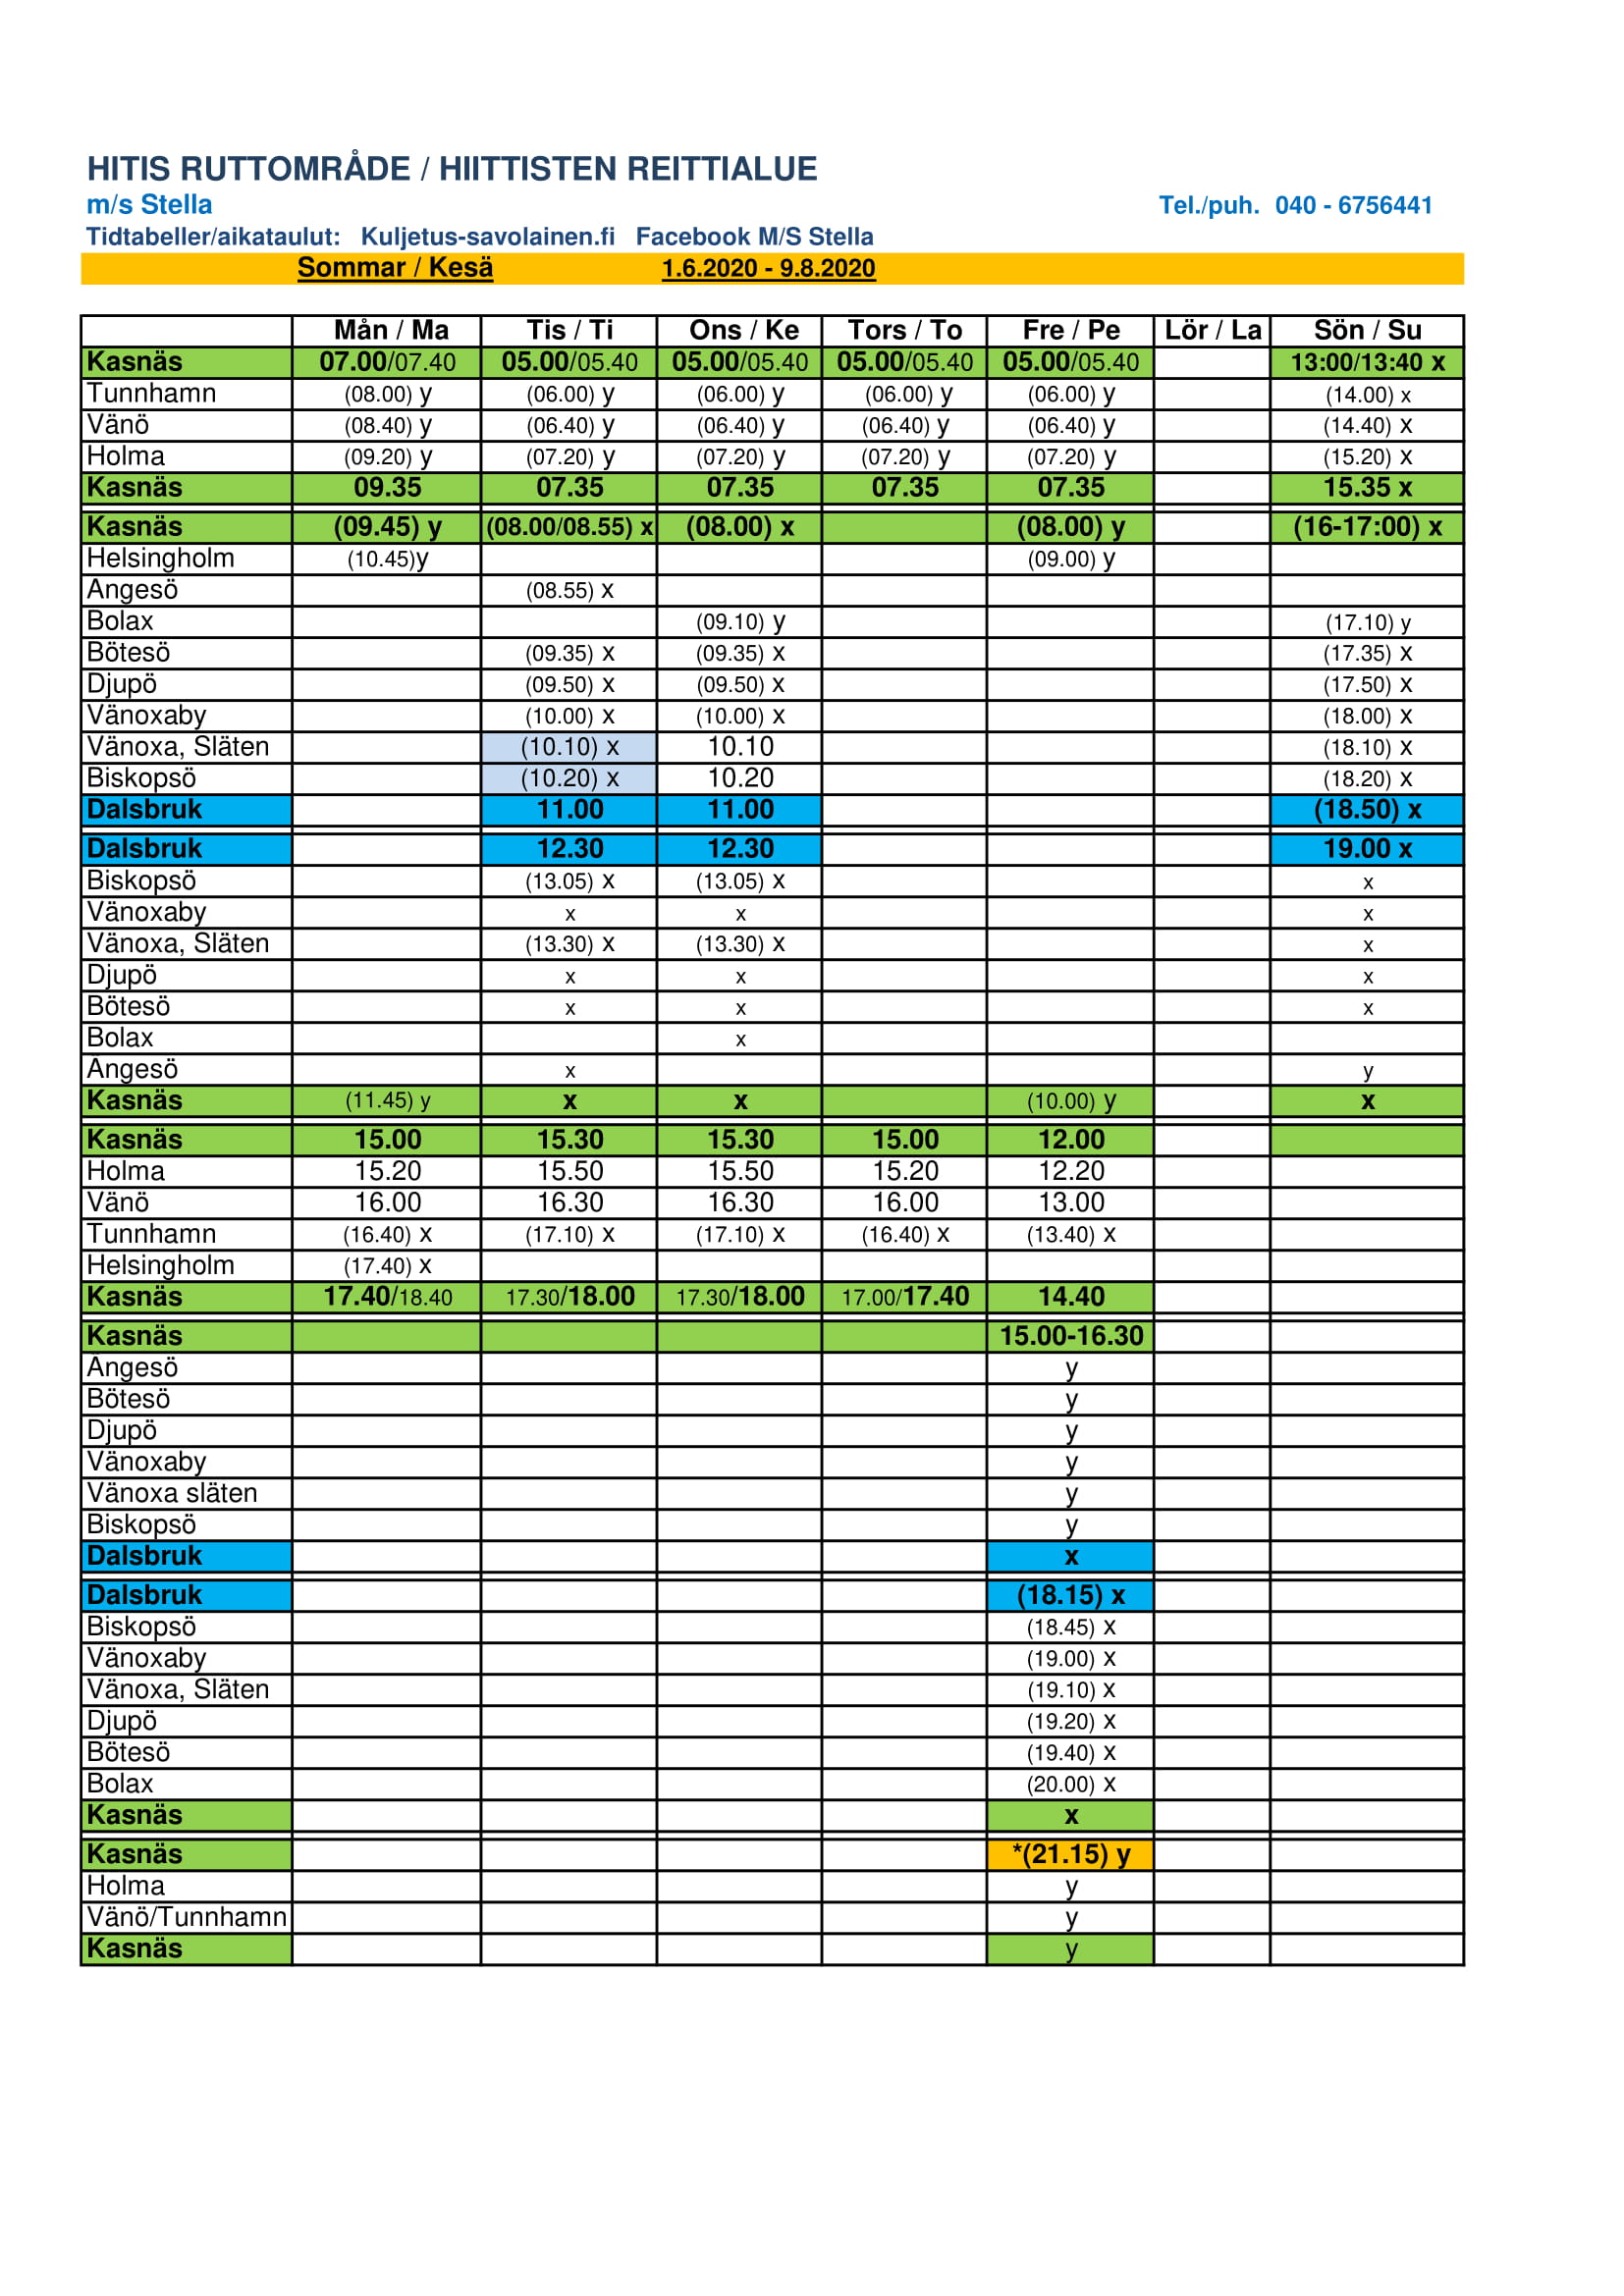 HITIS RUTTOMRÅDE / HIITTISTEN REITTIALUE
m/s Stella Tel./puh. 040 - 6756441
Tidtabeller/aikataulut: Kuljetus-savolainen.fi Facebook M/S Stella
Sommar / Kesä 1.6.2020 - 9.8.2020
Mån / Ma Tis / Ti Ons / Ke Tors / To Fre / Pe Lör / La Sön / Su
Kasnäs 07.00/07.40 05.00/05.40 05.00/05.40 05.00/05.40 05.00/05.40 13:00/13:40 x
Tunnhamn (08.00) y (06.00) y (06.00) y (06.00) y (06.00) y (14.00) x
Vänö (08.40) y (06.40) y (06.40) y (06.40) y (06.40) y (14.40) x
Holma (09.20) y (07.20) y (07.20) y (07.20) y (07.20) y (15.20) x
Kasnäs 09.35 07.35 07.35 07.35 07.35 15.35 x
Kasnäs (09.45) y (08.00/08.55) x (08.00) x (08.00) y (16-17:00) x
Helsingholm (10.45)y (09.00) y
Ängesö (08.55) x
Bolax (09.10) y (17.10) y
Bötesö (09.35) x (09.35) x (17.35) x
Djupö (09.50) x (09.50) x (17.50) x
Vänoxaby (10.00) x (10.00) x (18.00) x
Vänoxa, Släten (10.10) x 10.10 (18.10) x
Biskopsö (10.20) x 10.20 (18.20) x
Dalsbruk 11.00 11.00 (18.50) x
Dalsbruk 12.30 12.30 19.00 x
Biskopsö (13.05) x (13.05) x x
Vänoxaby x x x
Vänoxa, Släten (13.30) x (13.30) x x
Djupö x x x
Bötesö x x x
Bolax x
Ängesö x y
Kasnäs (11.45) y x x (10.00) y x
Kasnäs 15.00 15.30 15.30 15.00 12.00
Holma 15.20 15.50 15.50 15.20 12.20
Vänö 16.00 16.30 16.30 16.00 13.00
Tunnhamn (16.40) x (17.10) x (17.10) x (16.40) x (13.40) x
Helsingholm (17.40) x
Kasnäs 17.40/18.40 17.30/18.00 17.30/18.00 17.00/17.40 14.40
Kasnäs 15.00-16.30
Ängesö y
Bötesö y
Djupö y
Vänoxaby y
Vänoxa släten y
Biskopsö y
Dalsbruk x
Dalsbruk (18.15) x
Biskopsö (18.45) x
Vänoxaby (19.00) x
Vänoxa, Släten (19.10) x
Djupö (19.20) x
Bötesö (19.40) x
Bolax (20.00) x
Kasnäs x
Kasnäs *(21.15) y
Holma y
Vänö/Tunnhamn y
Kasnäs y